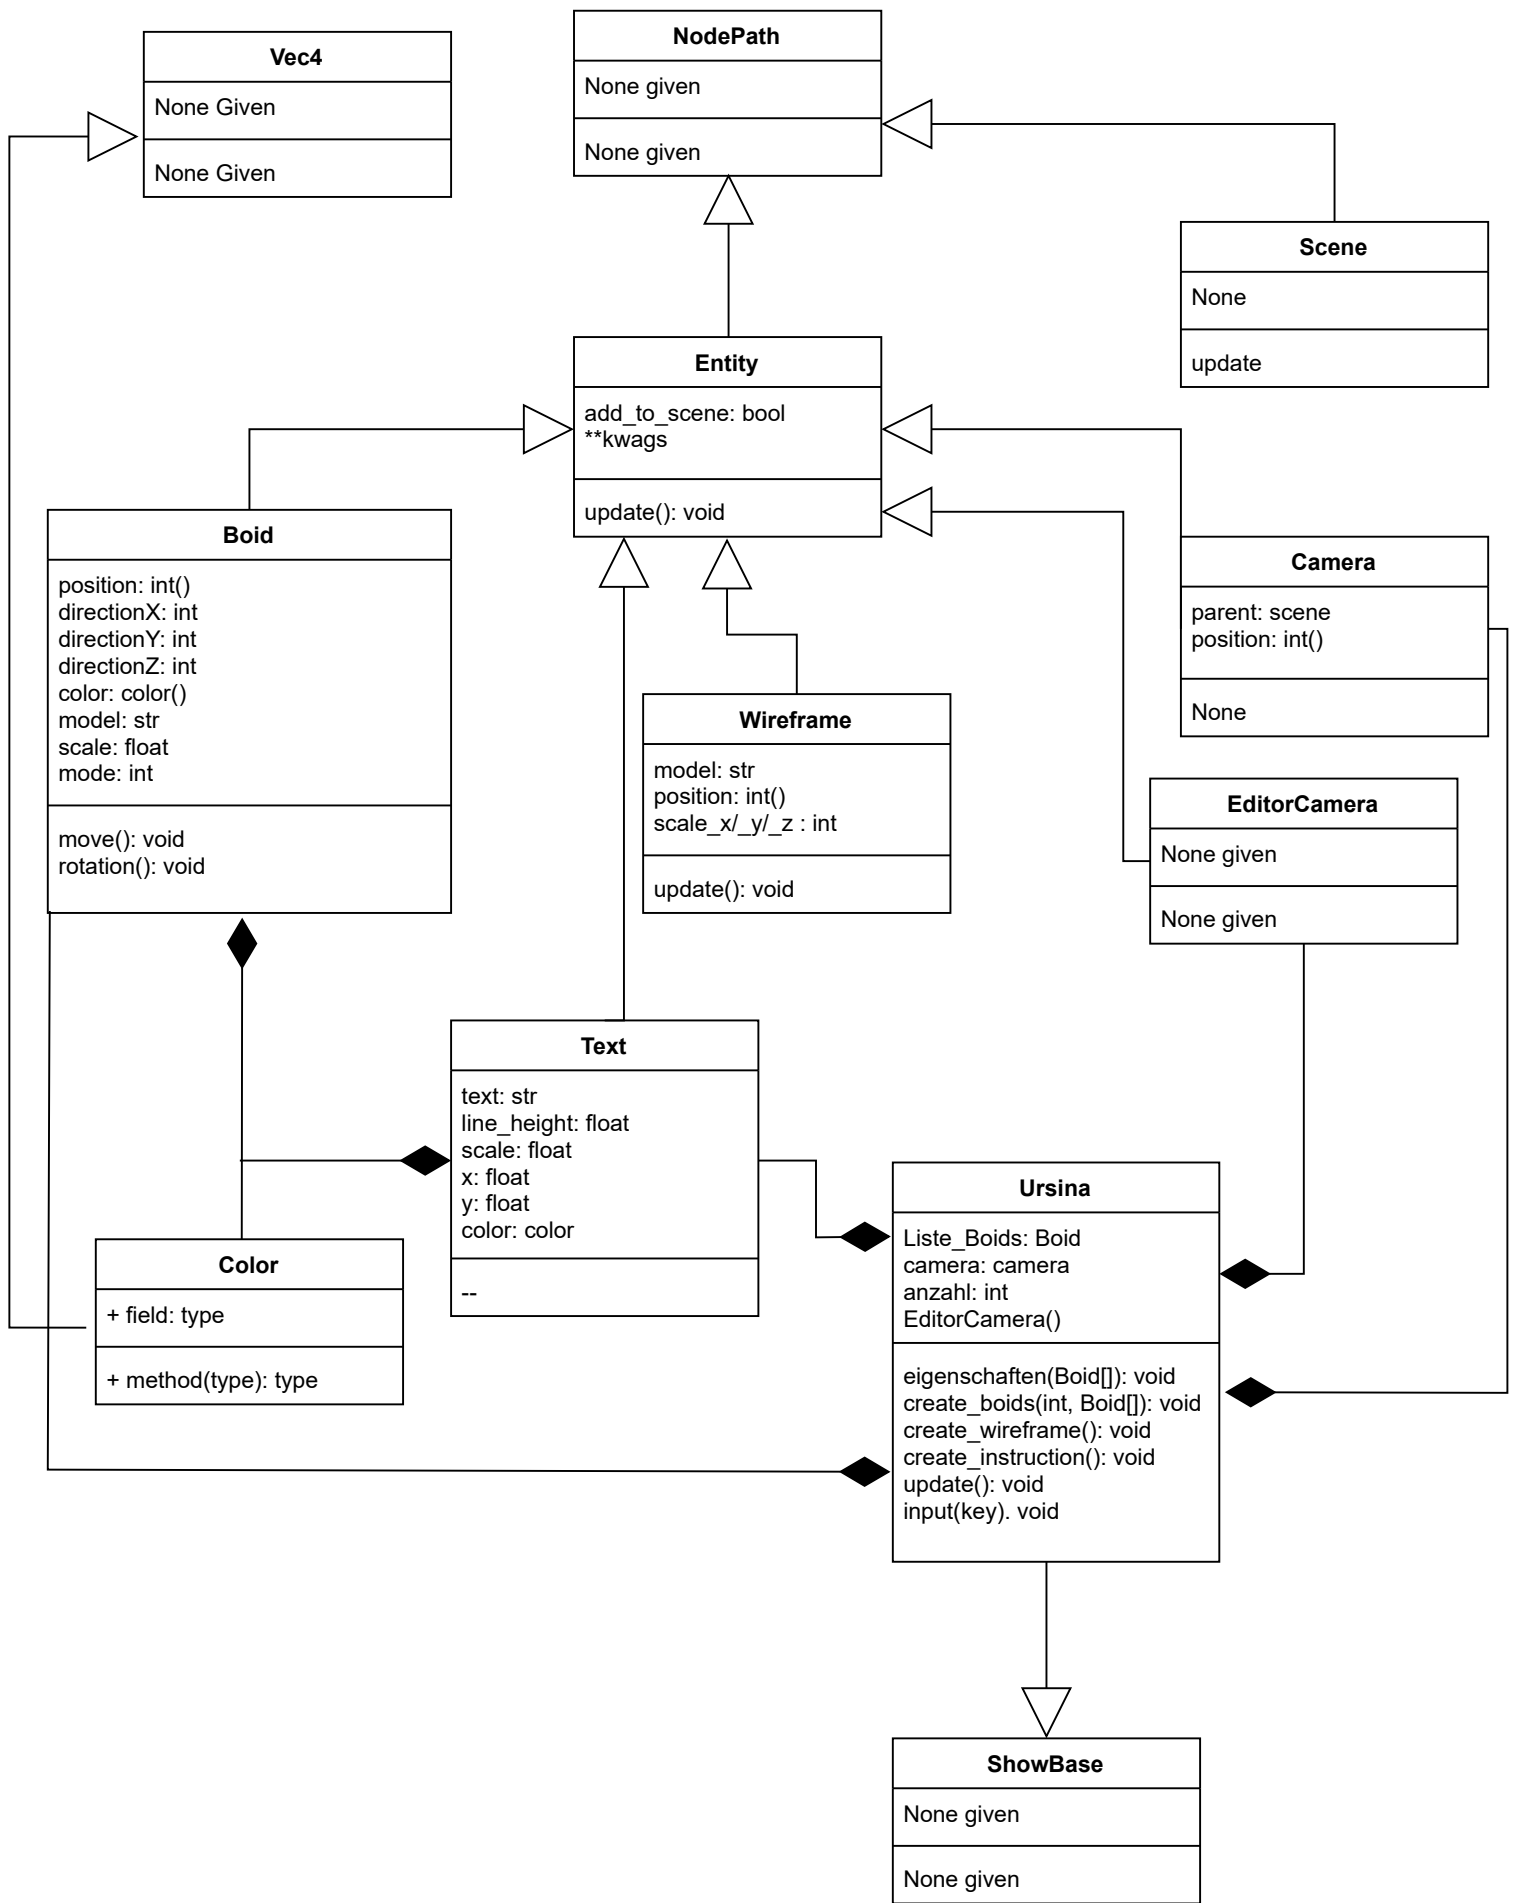 Vec4
None Given
None Given
NodePath
None given
None given
Scene
None
update
Entity
add_to_scene: bool
**kwags
update(): void
Boid
position: int()
directionX: int
directionY: int
directionZ: int
color: color()
model: str
scale: float
mode: int
move(): void
rotation(): void
Camera
parent: scene
position: int()
None
Wireframe
model: str
position: int()
scale_x/_y/_z : int
update(): void
EditorCamera
None given
None given
Text
text: str
line_height: float
scale: float
x: float
y: float
color: color
--
Color
+ field: type
+ method(type): type
Ursina
Liste_Boids: Boid
camera: camera
anzahl: int
EditorCamera()
eigenschaften(Boid[]): void
create_boids(int, Boid[]): void
create_wireframe(): void
create_instruction(): void
update(): void
input(key). void
ShowBase
None given
None given